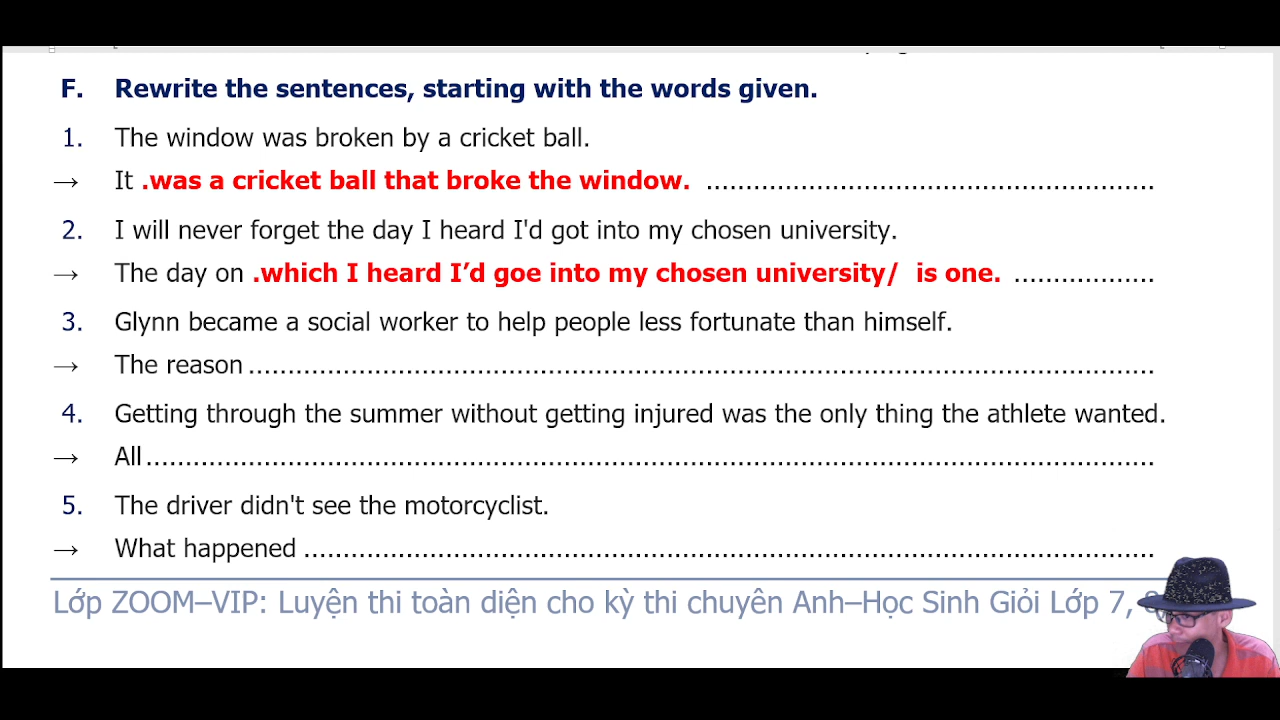 F. Rewrite the sentences, starting with the words given.
1. The window was broken by a cricket ball.
→ It .was a cricket ball that broke the window. ..........................................................
2. I will never forget the day I heard I'd got into my chosen university.
→ The day on .which I heard I’d goe into my chosen university/ is one. ..................
3. Glynn became a social worker to help people less fortunate than himself.
→ The reason ....................................................................................................................
4. Getting through the summer without getting injured was the only thing the athlete wanted.
→ All .................................................................................................................................
5. The driver didn't see the motorcyclist.
→ What happened .............................................................................................................
Lớp ZOOM–VIP: Luyện thi toàn diện cho kỳ thi chuyên Anh–Học Sinh Giỏi Lớp 7,